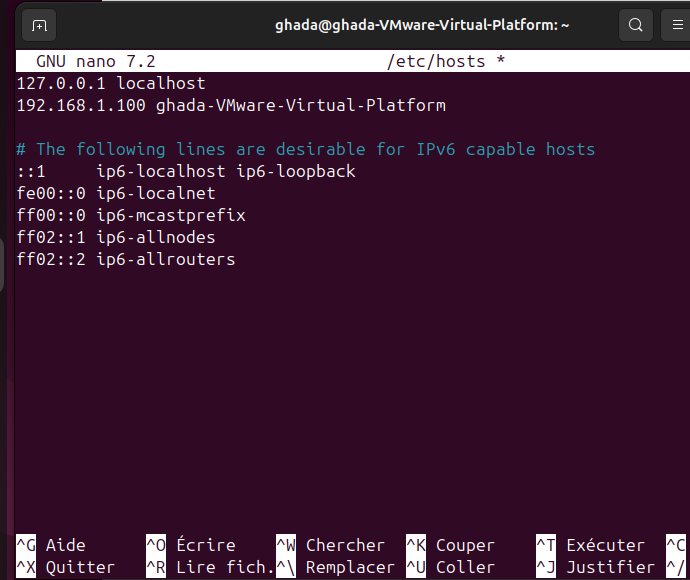 ghada@ghada-VMware-Virtual-Platform: ~
GNU nano 7.2 /etc/hosts *
127.0.0.1 localhost
192.168.1.100 ghada-VMware-Virtual-Platform
# The following lines are desirable for IPv6 capable hosts
::1     ip6-localhost ip6-loopback
fe00::0 ip6-localnet
ff00::0 ip6-mcastprefix
ff02::1 ip6-allnodes
ff02::2 ip6-allrouters
^G Aide ^O Écrire ^W Chercher ^K Couper ^T Exécuter ^C
^X Quitter ^R Lire fich. ^\ Remplacer ^U Coller ^J Justifier ^/